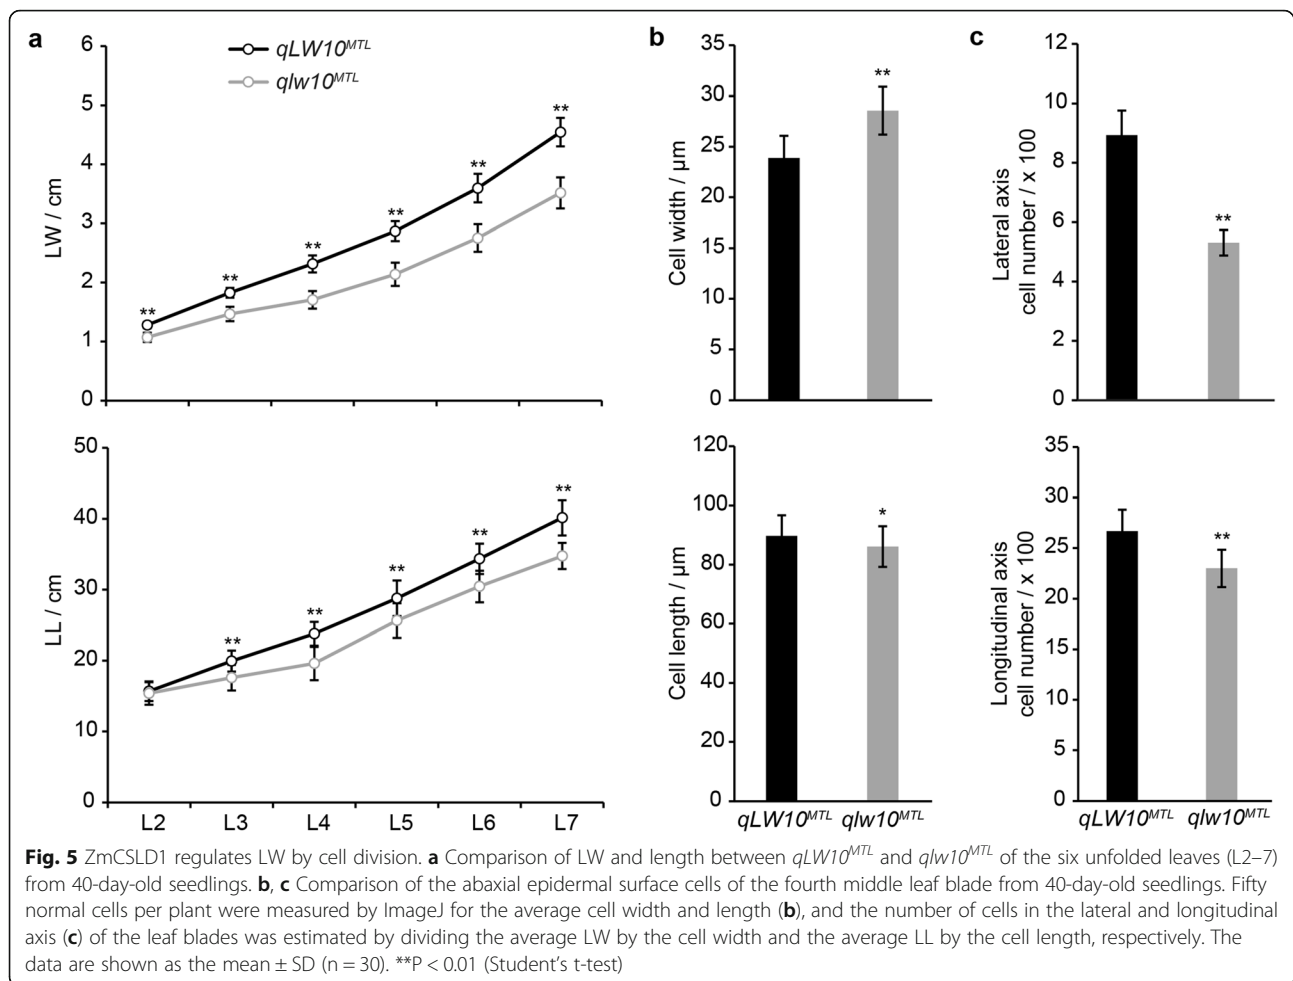 a
6
5
4
3
2
1
0
LW / cm
qLW10^MTL
qlw10^MTL
**
**
**
**
**
**
50
40
30
20
10
0
LL / cm
**
**
**
**
**
L2 L3 L4 L5 L6 L7
b
35
30
25
20
15
10
5
0
Cell width / µm
**
120
100
80
60
40
20
0
Cell length / µm
*
qLW10^MTL qlw10^MTL
c
12
10
8
6
4
2
0
Lateral axis
cell number / x 100
**
35
30
25
20
15
10
5
0
Longitudinal axis
cell number / x 100
**
qLW10^MTL qlw10^MTL
Fig. 5 ZmCSLD1 regulates LW by cell division. a Comparison of LW and length between qLW10^MTL and qlw10^MTL of the six unfolded leaves (L2–7)
from 40-day-old seedlings. b, c Comparison of the abaxial epidermal surface cells of the fourth middle leaf blade from 40-day-old seedlings. Fifty
normal cells per plant were measured by ImageJ for the average cell width and length (b), and the number of cells in the lateral and longitudinal
axis (c) of the leaf blades was estimated by dividing the average LW by the cell width and the average LL by the cell length, respectively. The
data are shown as the mean ± SD (n = 30). **P < 0.01 (Student's t-test)